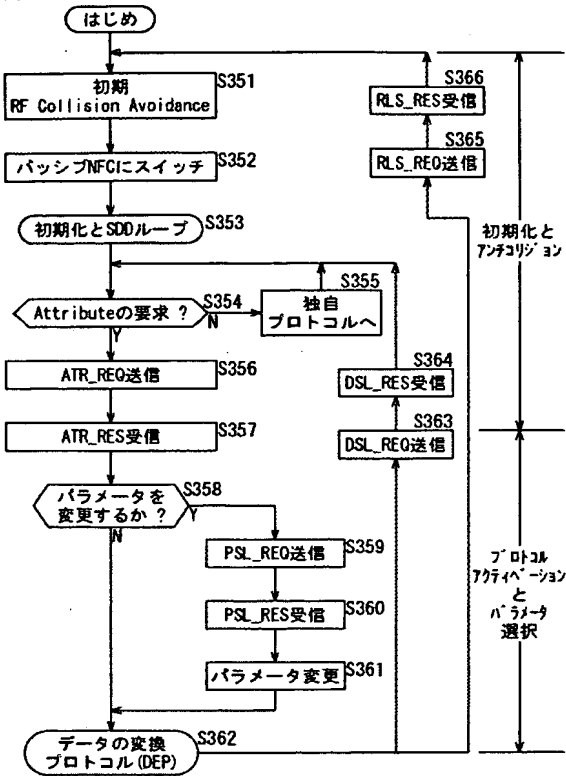 はじめ
S351
初期
RF Collision Avoidance
S352
パッシブNFCにスイッチ
S353
初期化とSDDループ
S354
Attributeの要求 ?
N
Y
S355
独自
プロトコルへ
S356
ATR_REQ送信
S357
ATR_RES受信
S358
パラメータを
変更するか ?
Y
N
S359
PSL_REQ送信
S360
PSL_RES受信
S361
パラメータ変更
S362
データの変換
プロトコル(DEP)
S363
DSL_REQ送信
S364
DSL_RES受信
S365
RLS_REQ送信
S366
RLS_RES受信
初期化と
アンチコリジョン
プロトコル
アクティベーション
と
パラメータ
選択